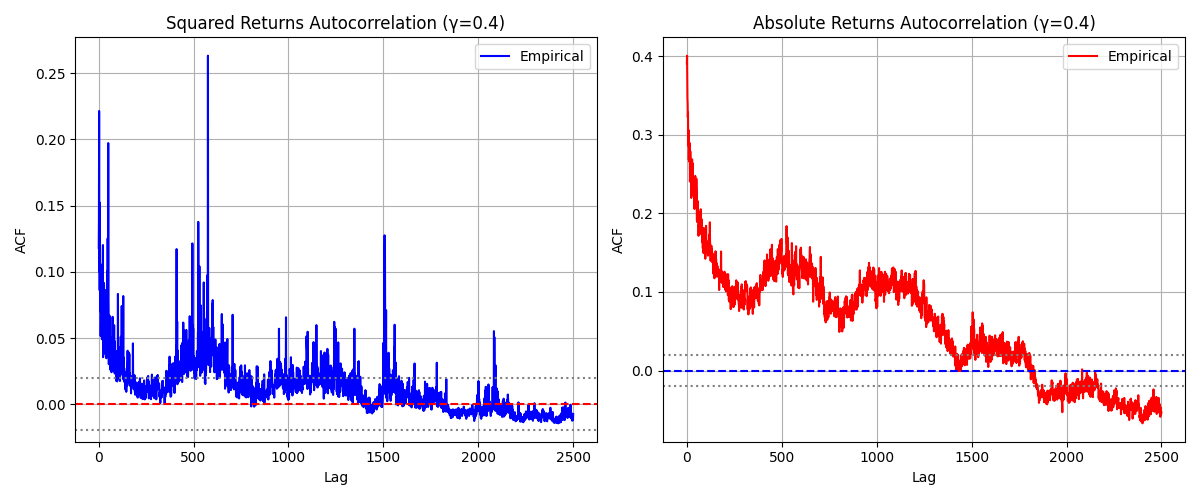 Squared Returns Autocorrelation (γ=0.4)
Empirical
0.25
0.20
0.15
0.10
0.05
0.00
ACF
0
500
1000
1500
2000
2500
Lag
Absolute Returns Autocorrelation (γ=0.4)
Empirical
0.4
0.3
0.2
0.1
0.0
ACF
0
500
1000
1500
2000
2500
Lag